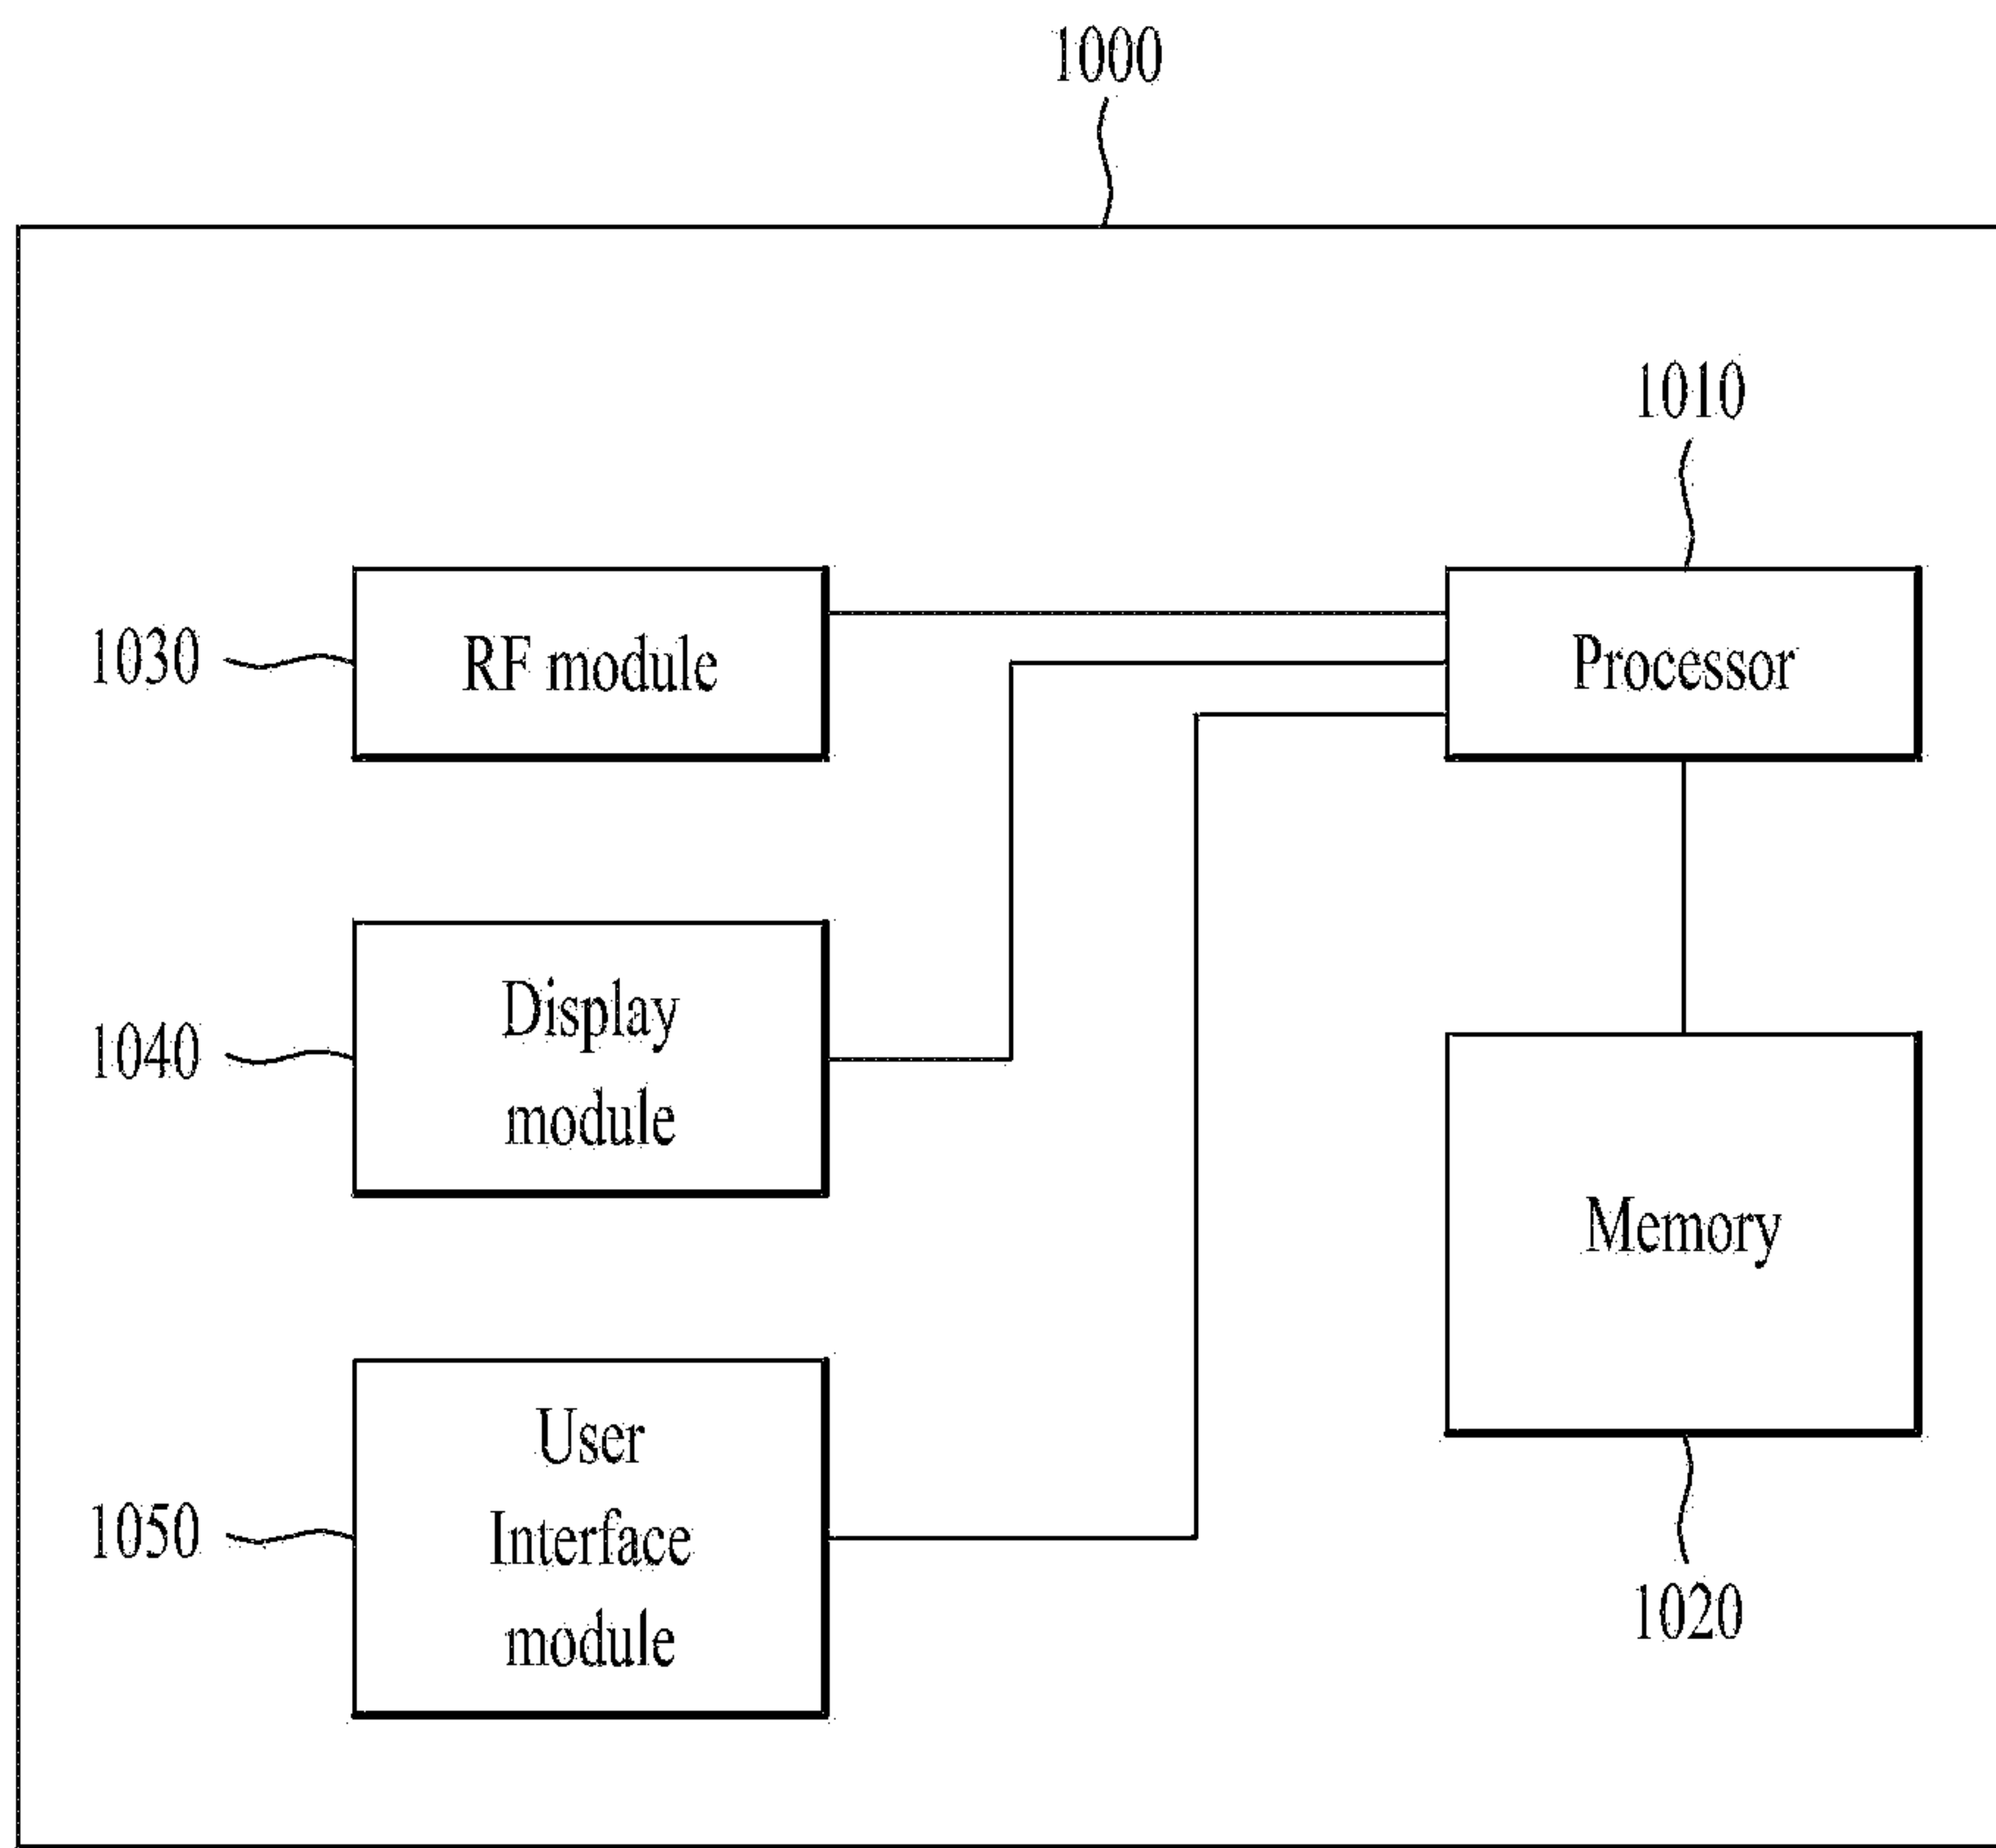 1000
1010
1030
RF module
Processor
1040
Display
module
Memory
1050
User
Interface
module
1020